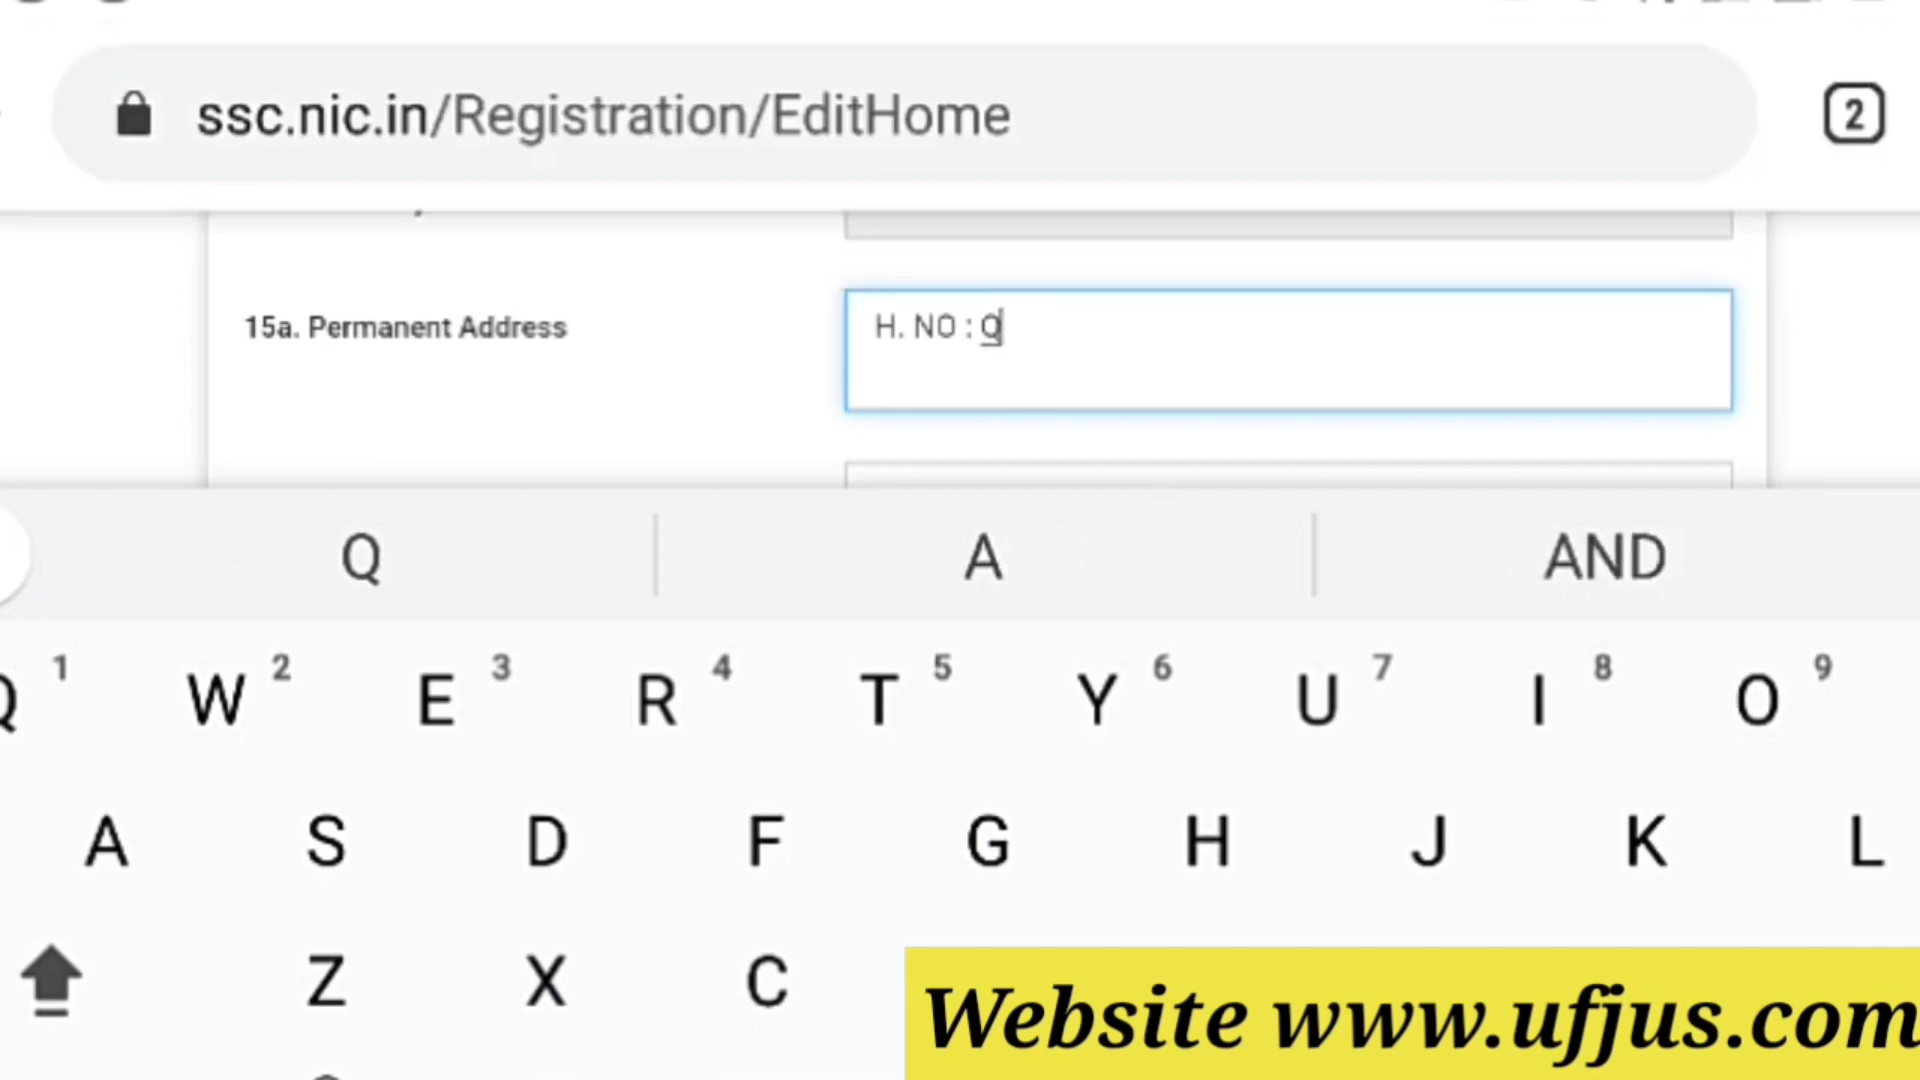 ssc.nic.in/Registration/EditHome
2
15a. Permanent Address
H. NO : Q
Q A AND
Q 1 W 2 E 3 R 4 T 5 Y 6 U 7 I 8 O 9
A S D F G H J K L
Z X C
Website www.ufjus.com